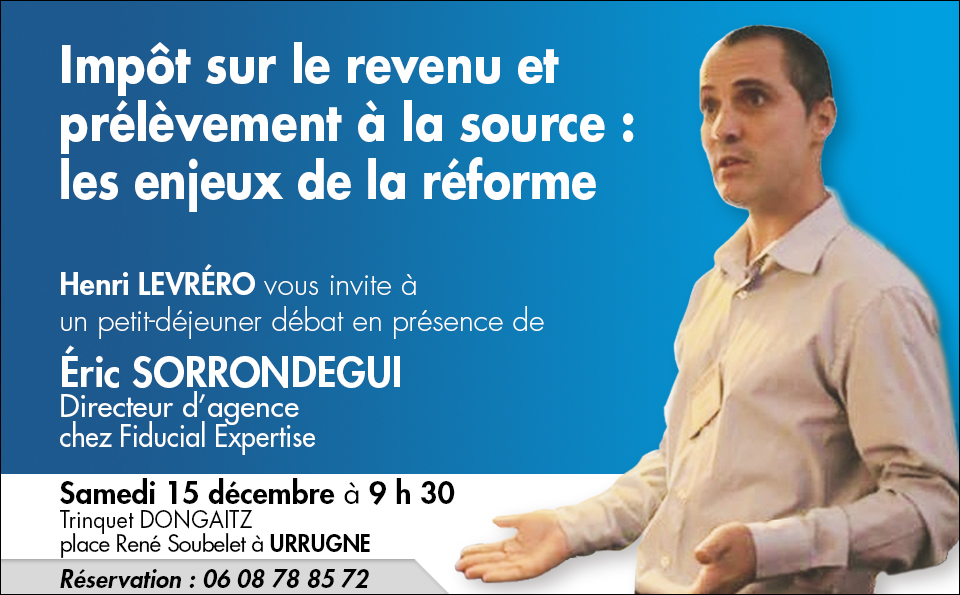 Impôt sur le revenu et
prélèvement à la source :
les enjeux de la réforme
Henri LEVRÉRO vous invite à
un petit-déjeuner débat en présence de
Éric SORRONDEGUI
Directeur d’agence
chez Fiducial Expertise
Samedi 15 décembre à 9 h 30
Trinquet DONGAITZ
place René Soubelet à URRUGNE
Réservation : 06 08 78 85 72